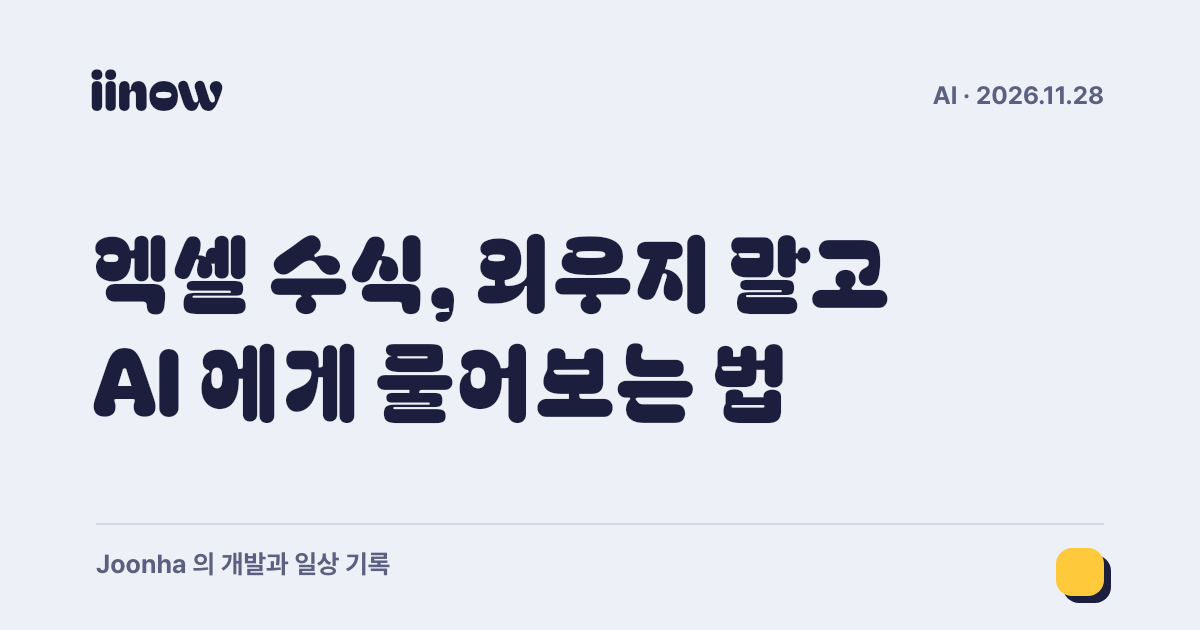 iinow
AI · 2026.11.28
엑셀 수식, 외우지 말고
AI 에게 물어보는 법
Joonha 의 개발과 일상 기록